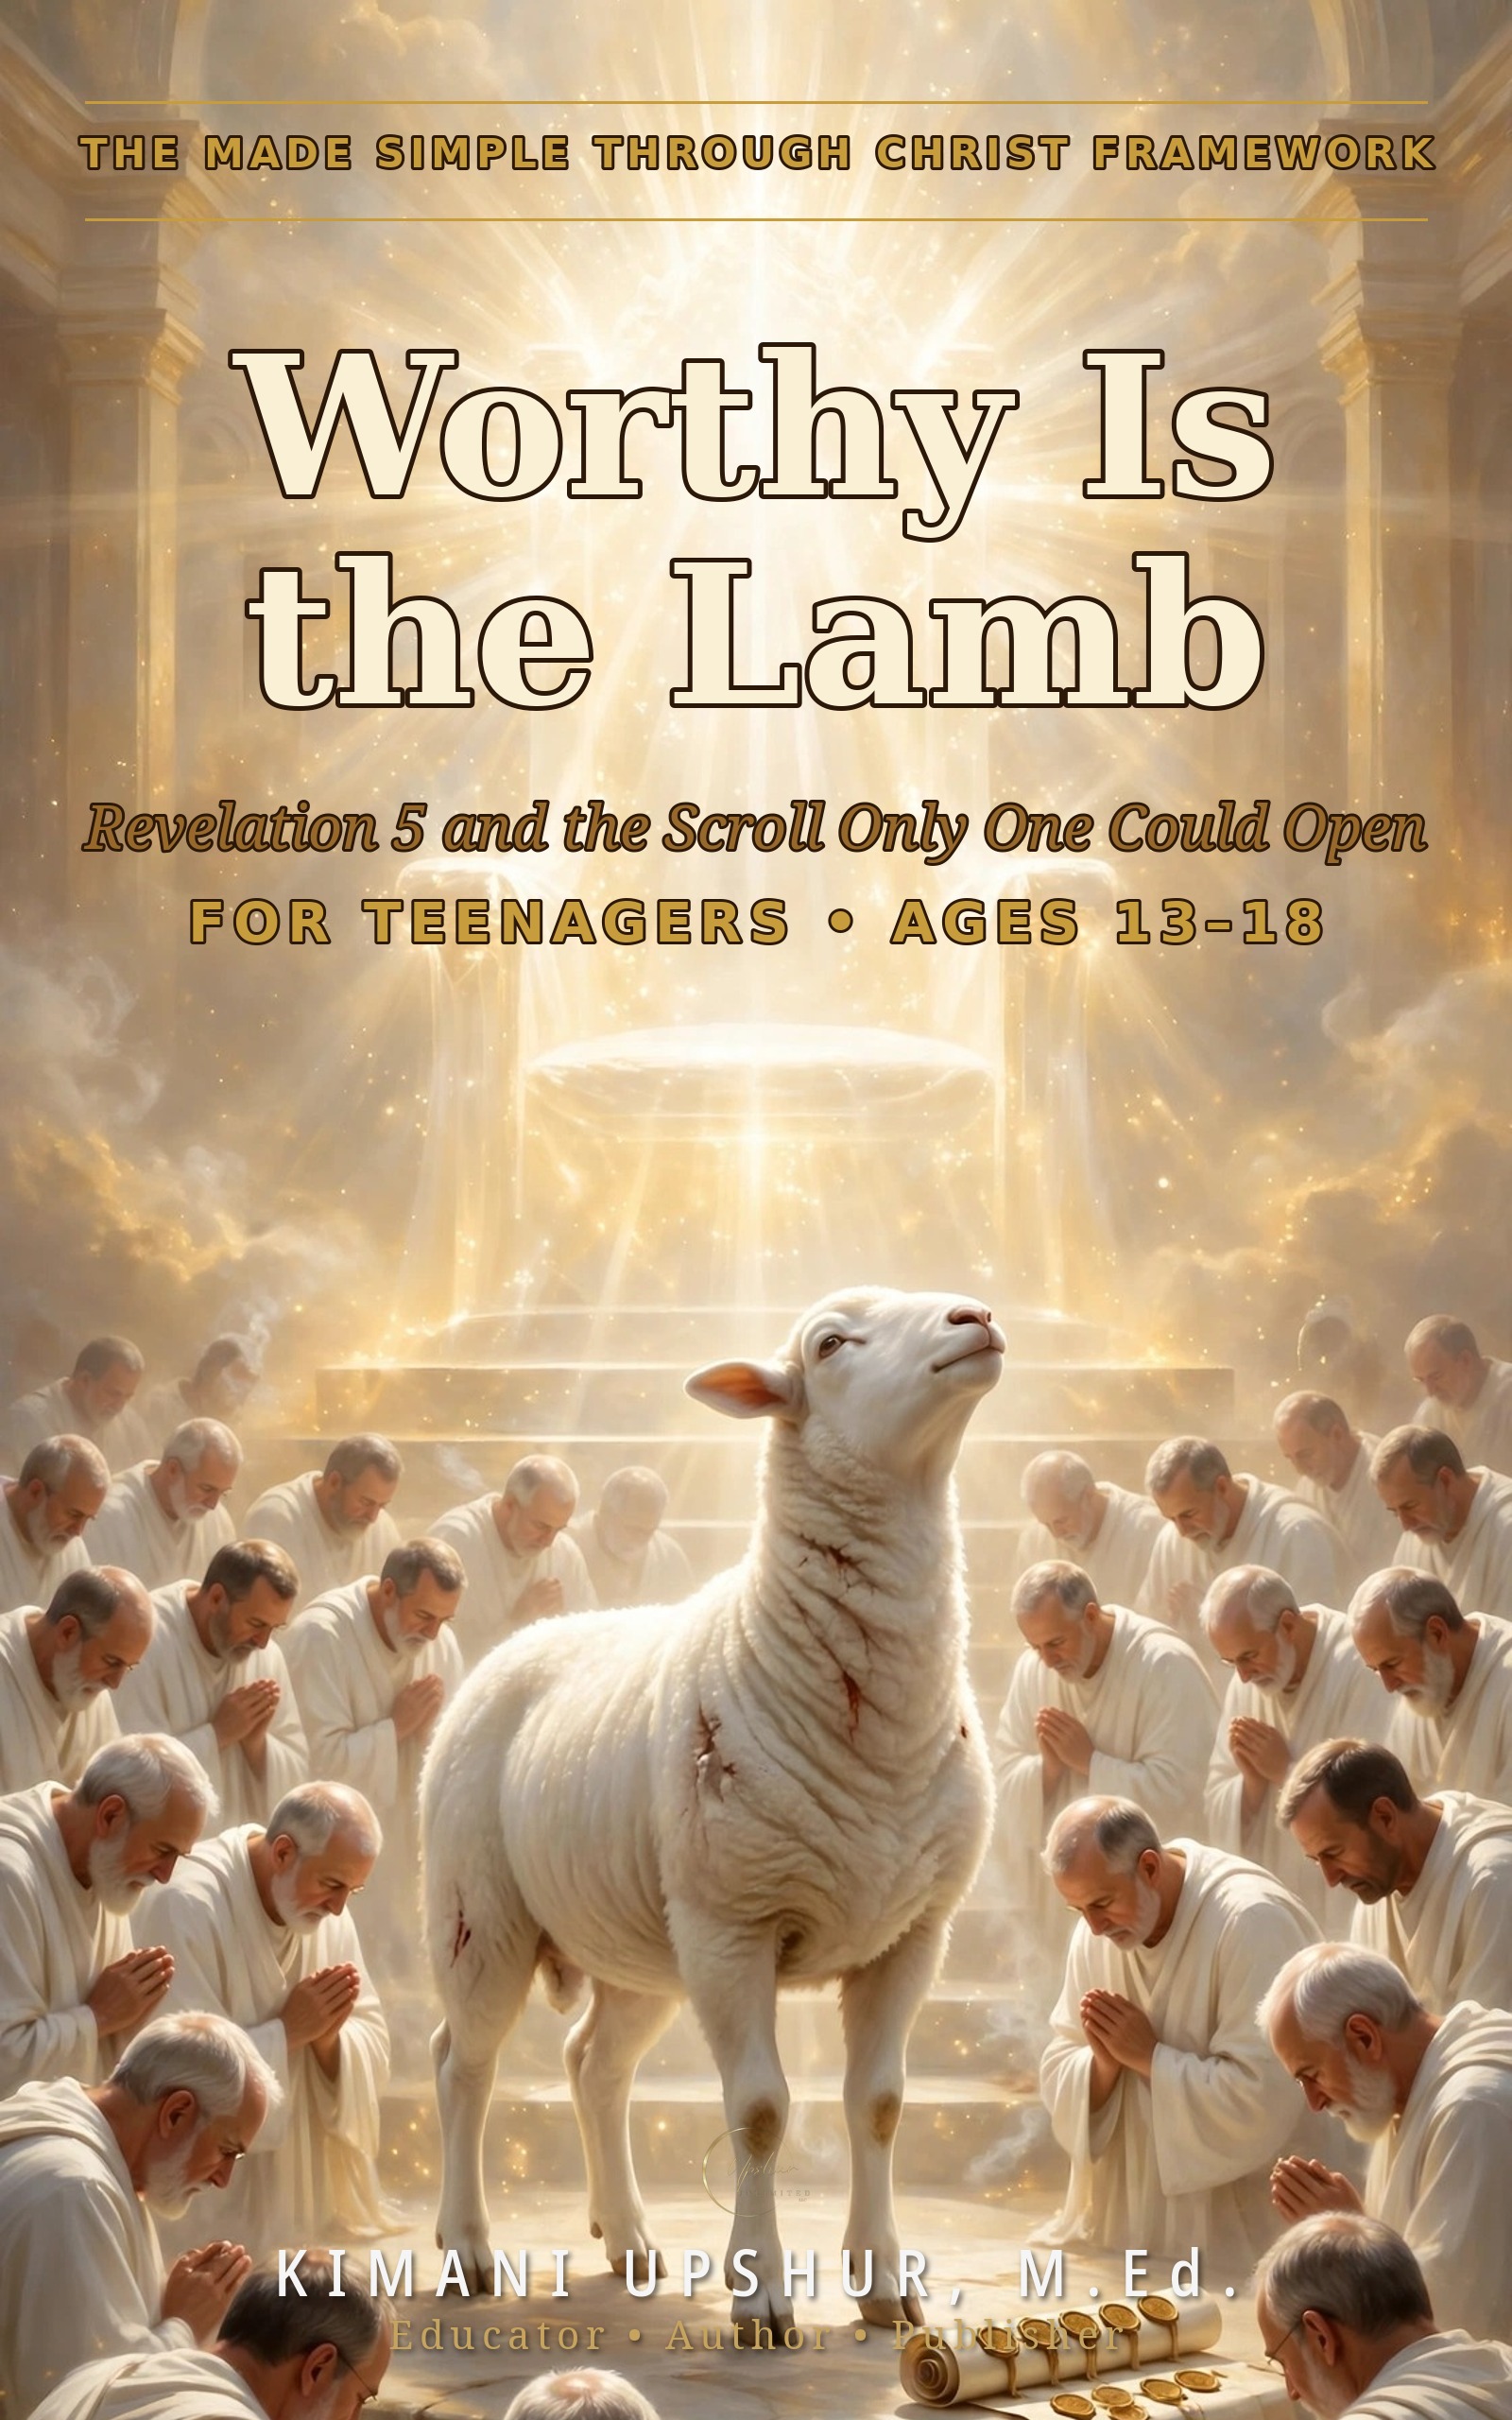 THE MADE SIMPLE THROUGH CHRIST FRAMEWORK
Worthy Is
the Lamb
Revelation 5 and the Scroll Only One Could Open
FOR TEENAGERS • AGES 13–18
KIMANI UPSHUR, M.Ed.
Educator • Author • Publisher